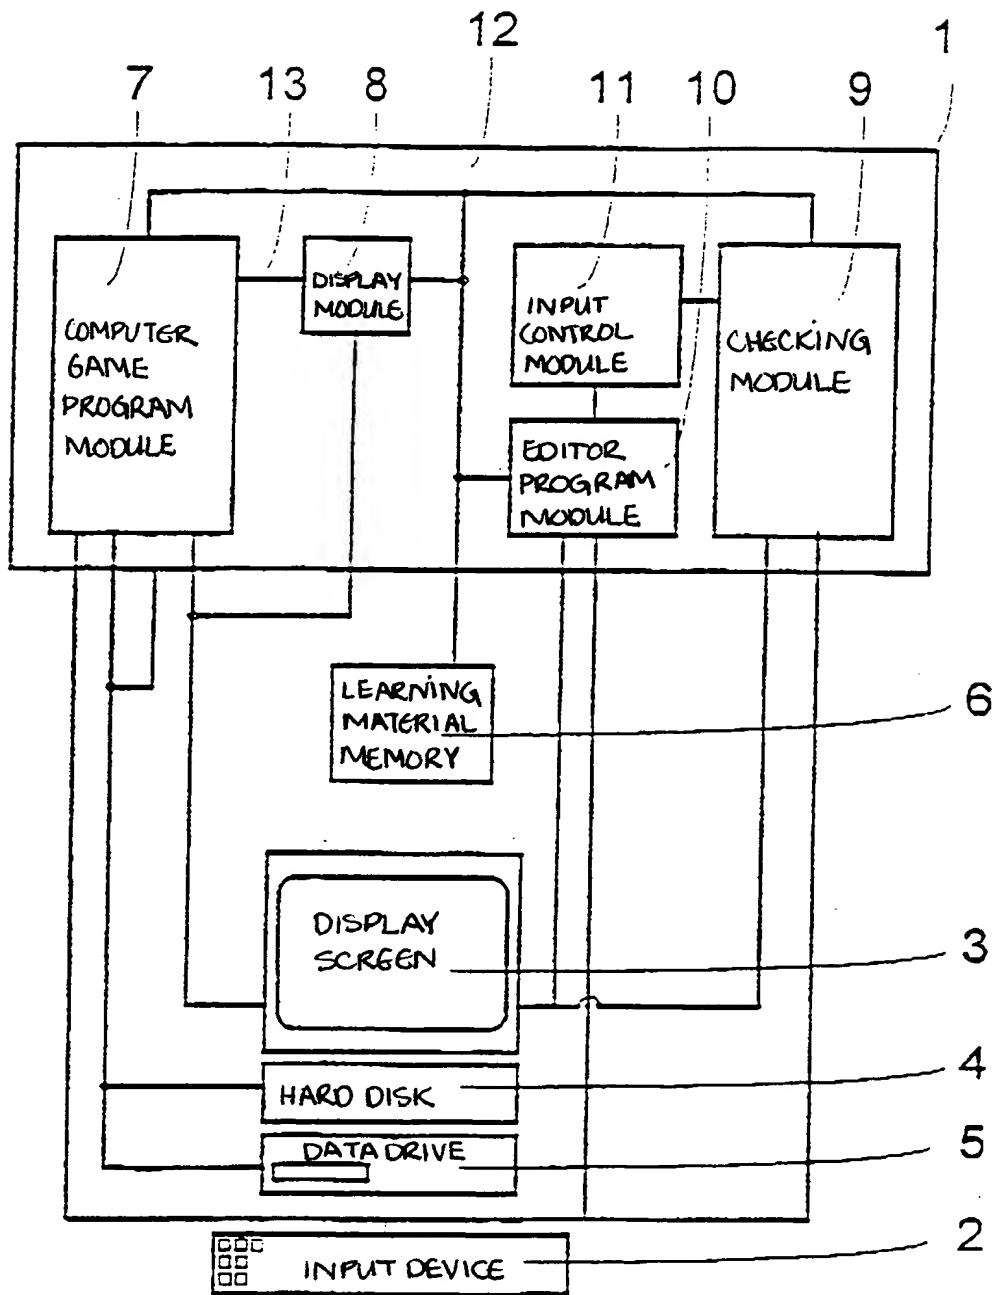 12
1
7
13
8
11
10
9
COMPUTER
GAME
PROGRAM
MODULE
DISPLAY
MODULE
INPUT
CONTROL
MODULE
CHECKING
MODULE
EDITOR
PROGRAM
MODULE
LEARNING
MATERIAL
MEMORY
6
DISPLAY
SCREEN
3
HARD DISK
4
DATA DRIVE
5
INPUT DEVICE
2